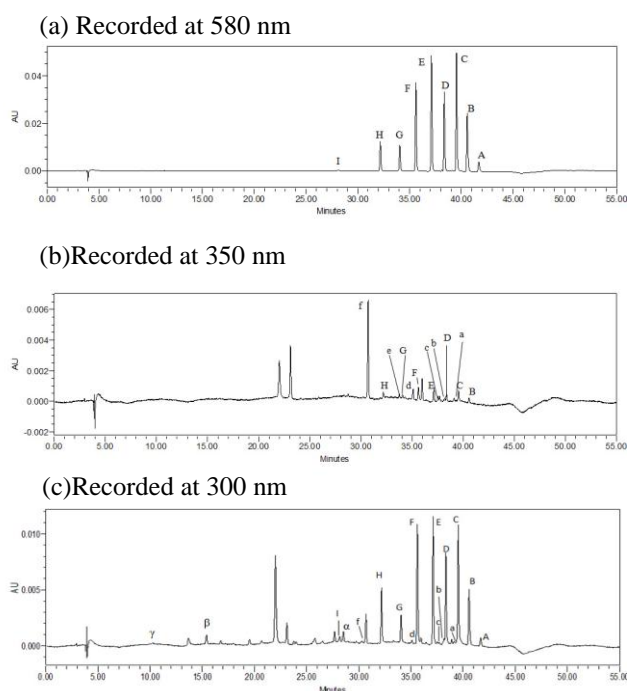 (a) Recorded at 580 nm
AU
0.04
0.02
0.00
I
H
G
F
E
D
C
B
A
0.00
5.00
10.00
15.00
20.00
25.00
30.00
35.00
40.00
45.00
50.00
55.00
Minutes
(b)Recorded at 350 nm
AU
0.006
0.004
0.002
0.000
-0.002
f
H
e
G
d
F
c
b
E
D
a
C
B
0.00
5.00
10.00
15.00
20.00
25.00
30.00
35.00
40.00
45.00
50.00
55.00
Minutes
(c)Recorded at 300 nm
AU
0.010
0.005
0.000
γ
β
I
α
f
H
G
F
d
E
b
c
D
a
C
B
A
0.00
5.00
10.00
15.00
20.00
25.00
30.00
35.00
40.00
45.00
50.00
55.00
Minutes